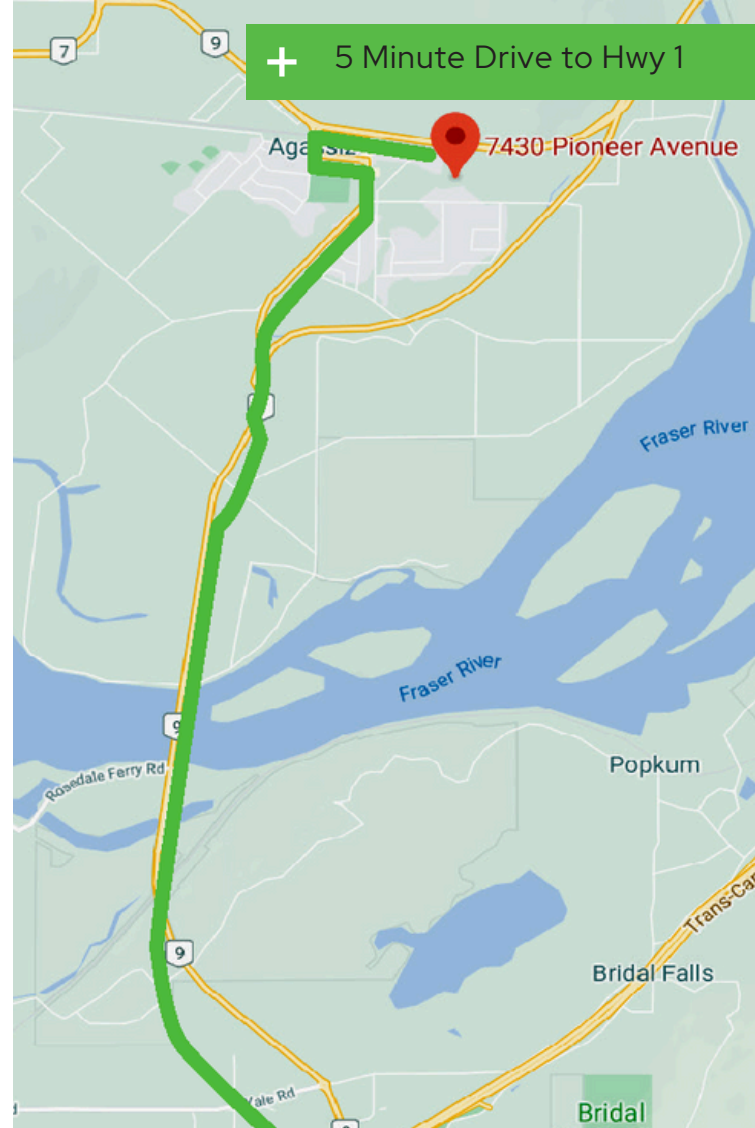 7
9
+ 5 Minute Drive to Hwy 1
7430 Pioneer Avenue
Fraser River
Fraser River
9
Rosedale Ferry Rd
Popkum
9
Bridal Falls
Yale Rd
Bridal